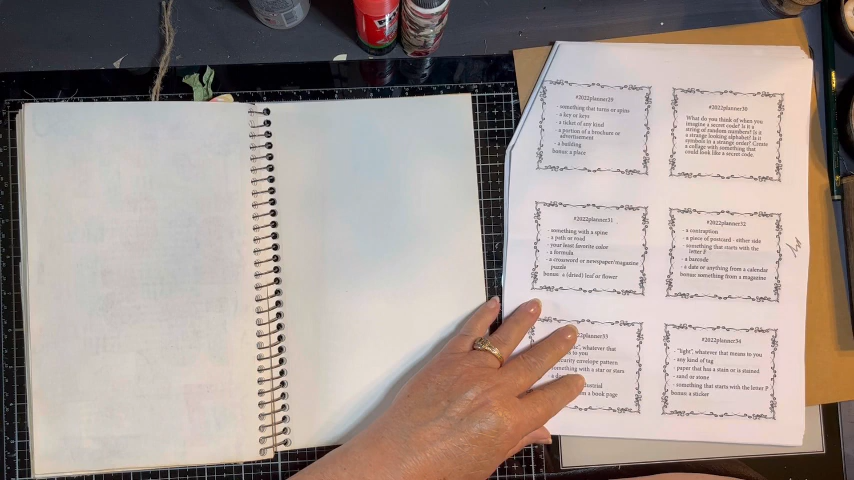 #2022planner29
- something that turns or spins
- a key or keys
- a ticket of any kind
- a portion of a brochure or
advertisement
- a building
bonus: a place
#2022planner30
What do you think of when you
imagine a secret code? Is it a
string of random numbers? Is it
a strange looking alphabet? Is it
symbols in a strange order? Create
a collage with something that
could look like a secret code.
#2022planner31
- something with a spine
- a path or road
- your least favorite color
- a formula
- a crossword or newspaper/magazine
puzzle
bonus: a (dried) leaf or flower
#2022planner32
- a contraption
- a piece of postcard - either side
- something that starts with the
letter F
- a barcode
- a date or anything from a calendar
bonus: something from a magazine
2022planner33
whatever that
to you
security envelope pattern
something with a star or stars
a
from a book page
#2022planner34
- "light", whatever that means to you
- any kind of tag
- paper that has a stain or is stained
- sand or stone
- something that starts with the letter P
bonus: a sticker